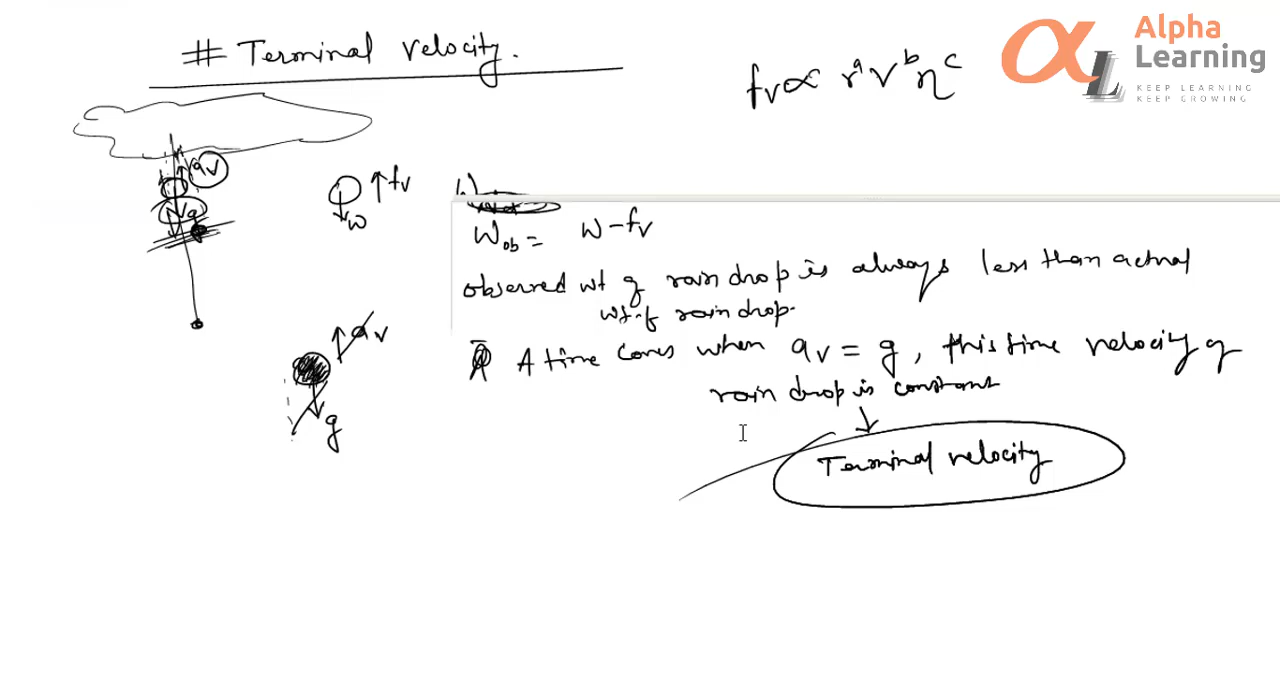 # Terminal velocity.
fv ∝ r^a v^b η^c
Alpha
Learning
KEEP LEARNING
KEEP GROWING
av
g
fv
w
W
Wob = W - fv
observed wt of rain drop is always less than actual
wt. of rain drop.
A time comes when av = g, this time velocity of
rain drop is constant
Terminal velocity
av
g